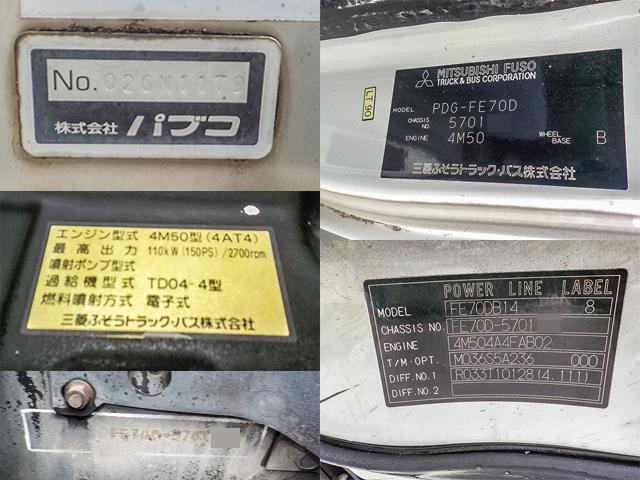 No. 026N1179
株式会社 パブコ
MITSUBISHI FUSO
TRUCK & BUS CORPORATION
LT90
MODEL PDG-FE70D
CHASSIS NO. 5701
ENGINE 4M50 WHEEL BASE B
三菱ふそうトラック・バス株式会社
エンジン型式 4M50型(4AT4)
最高出力 110kW(150PS)/2700rpm
噴射ポンプ型式
過給機型式 TD04-4型
燃料噴射方式 電子式
三菱ふそうトラック・バス株式会社
POWER LINE LABEL
MODEL FE70DB14 8
CHASSIS NO. FE70D-5701
ENGINE 4M504A4FAB02
T/M·OPT. M036S5A236 000
DIFF.NO.1 R033T10128(4.111)
DIFF.NO.2
FE70D-570